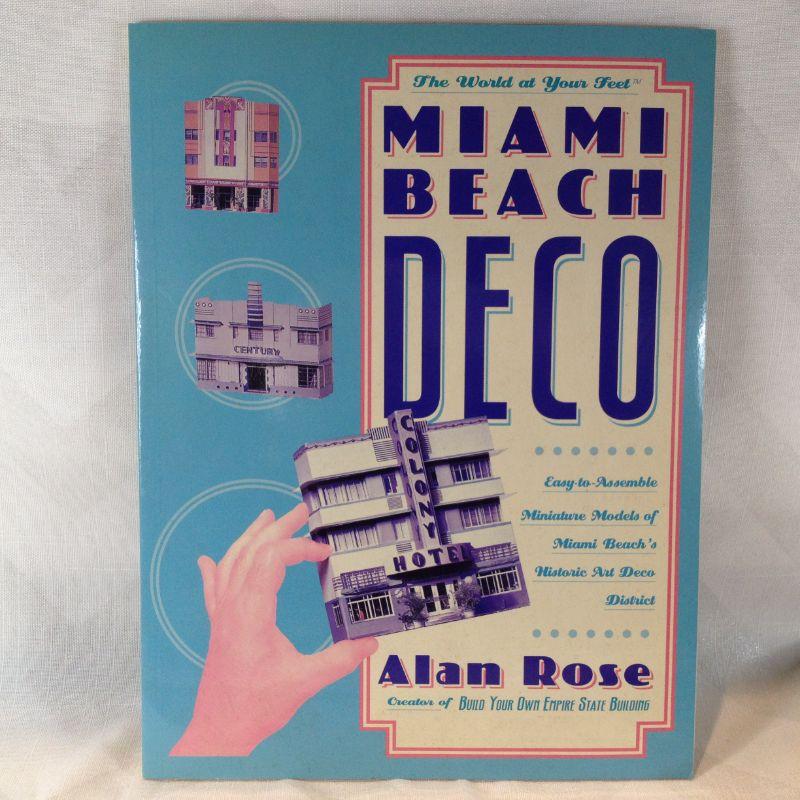 The World at Your Feet™
MIAMI
BEACH
DECO
CENTURY
COLONY
HOTEL
Easy-to-Assemble
Miniature Models of
Miami Beach's
Historic Art Deco
District
Alan Rose
Creator of BUILD YOUR OWN EMPIRE STATE BUILDING